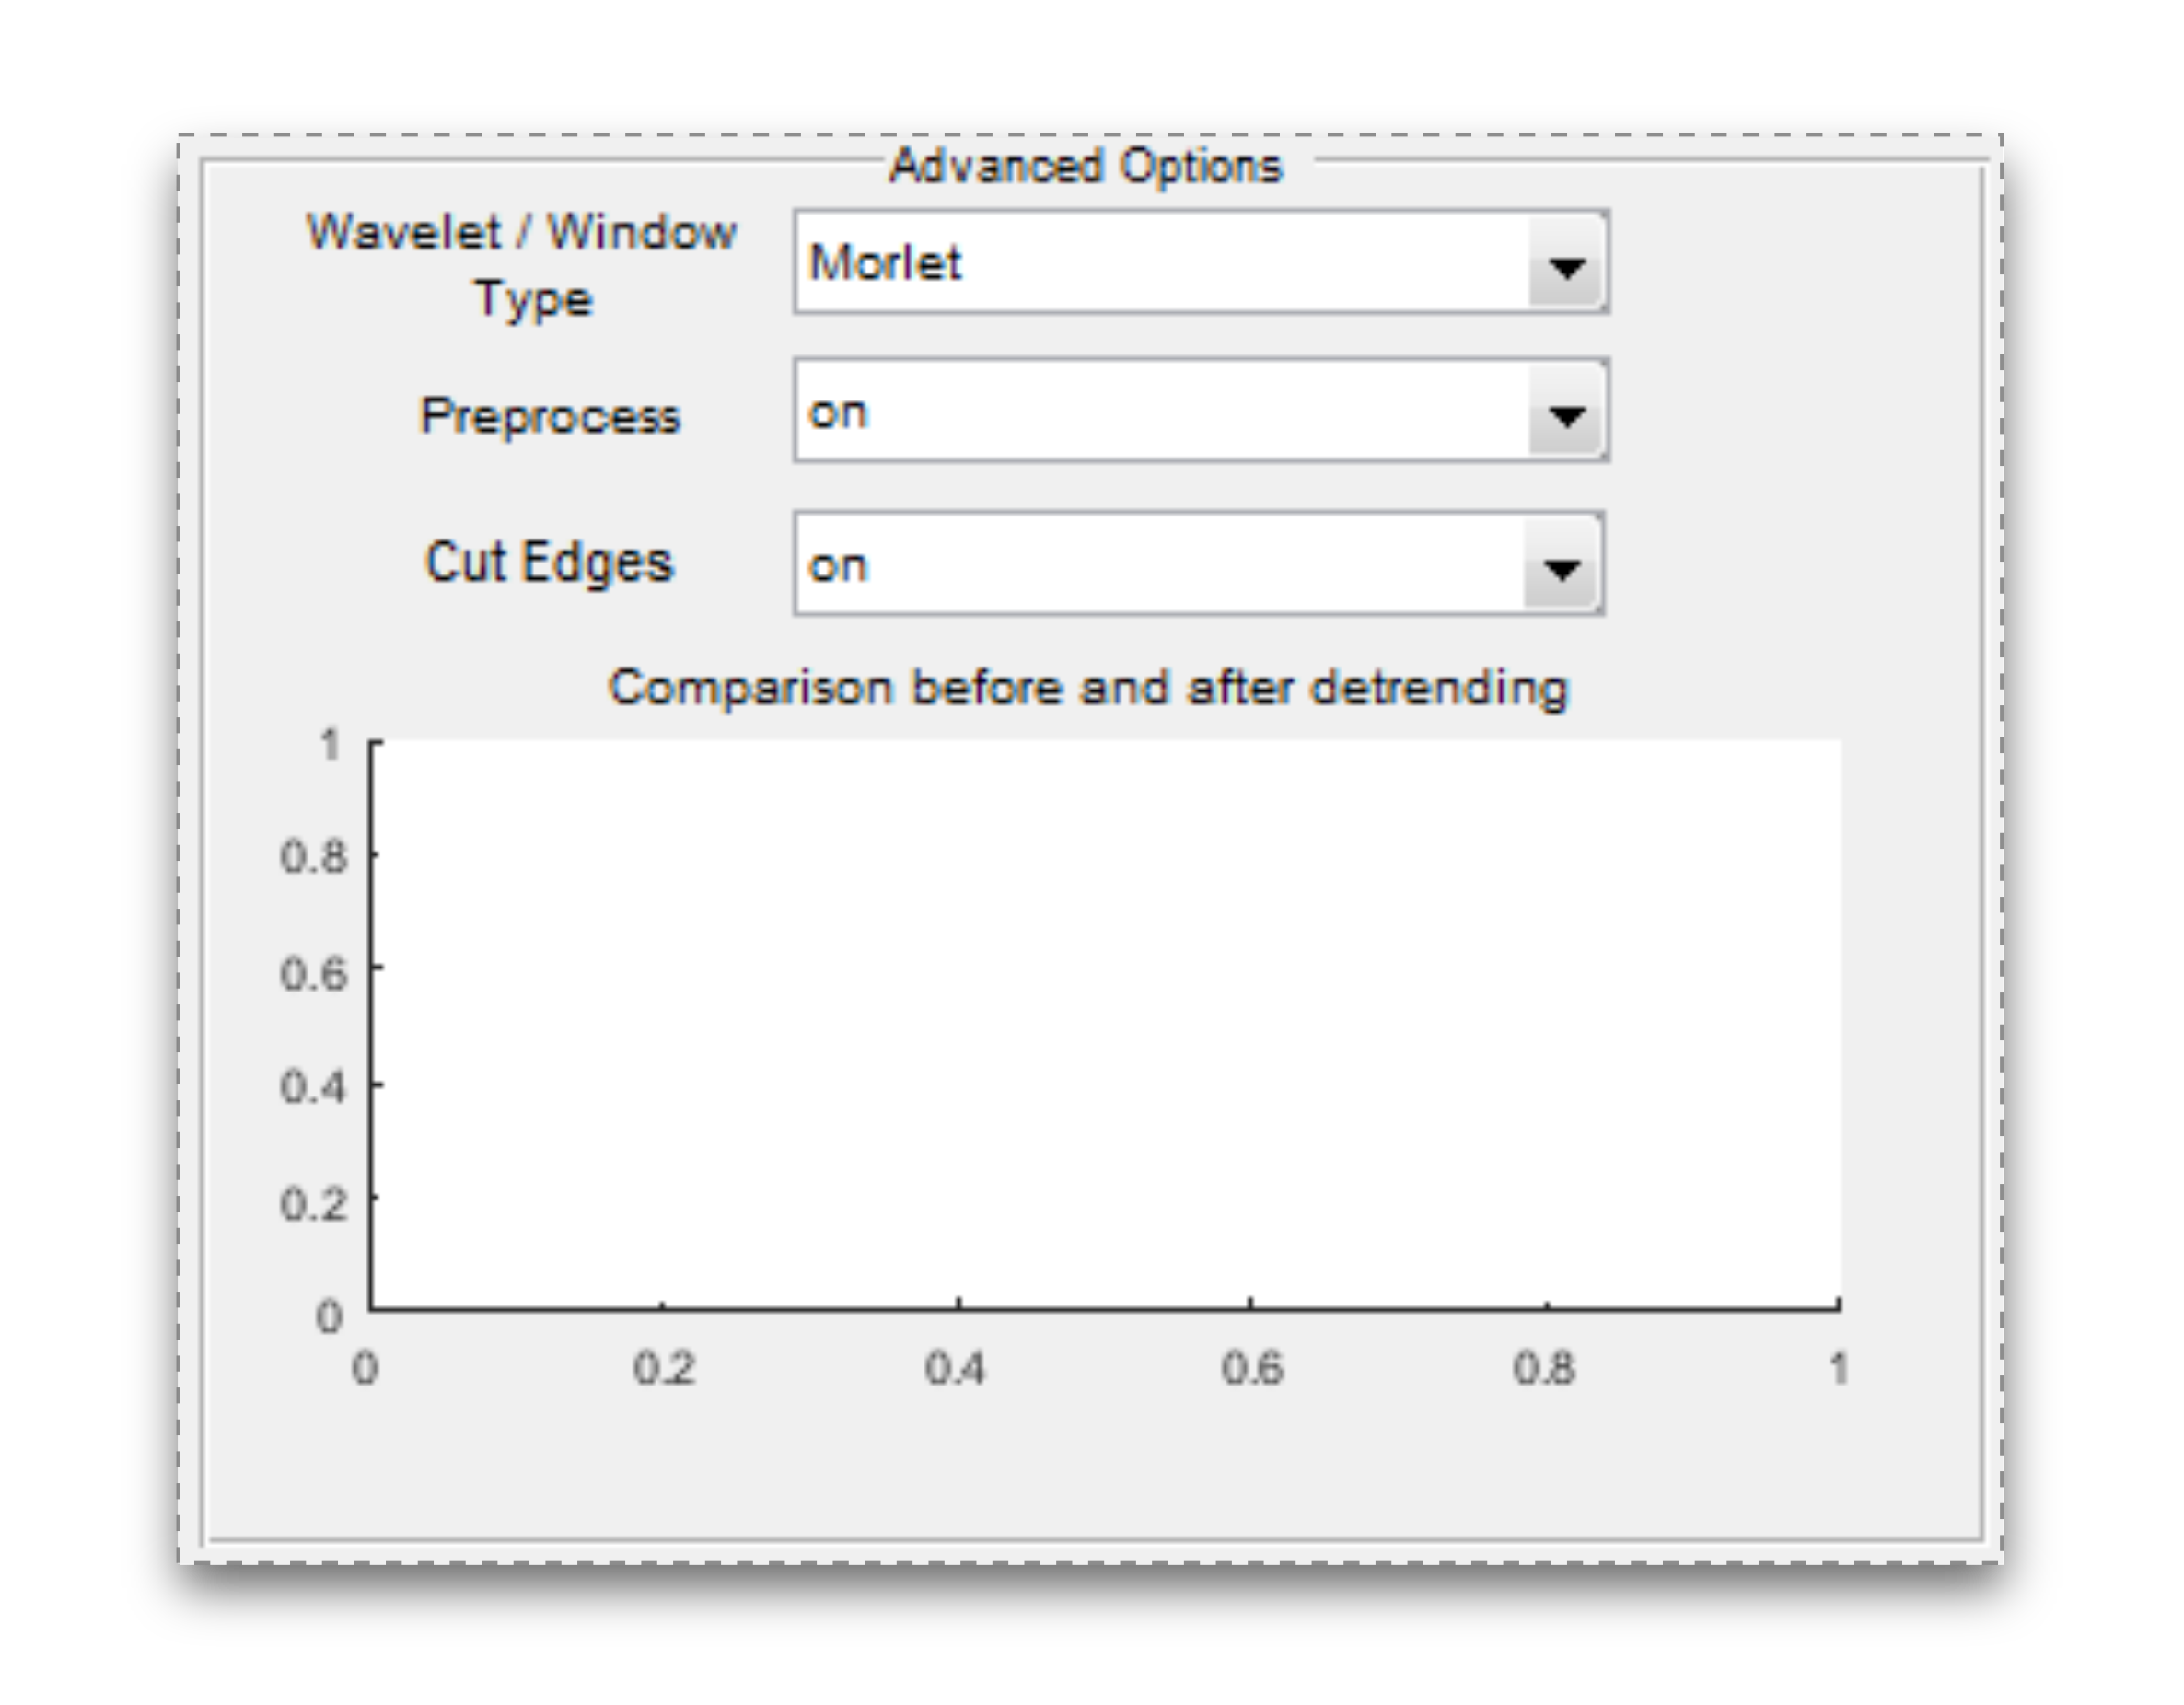 Advanced Options
Wavelet / Window
Type
Morlet
Preprocess
on
Cut Edges
on
Comparison before and after detrending
1
0.8
0.6
0.4
0.2
0
0 0.2 0.4 0.6 0.8 1